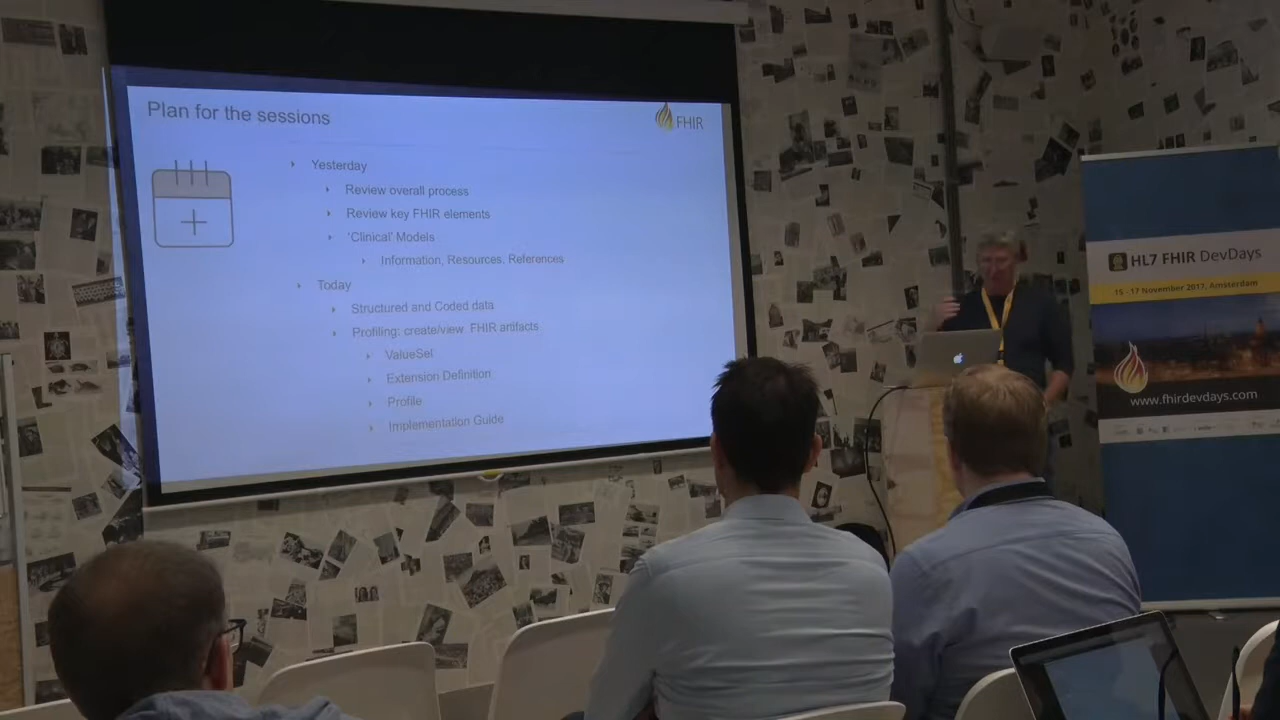 Plan for the sessions
FHIR
Yesterday
Review overall process
Review key FHIR elements
'Clinical' Models
Information, Resources, References
Today
Structured and Coded data
Profiling: create/view FHIR artifacts
ValueSet
Extension Definition
Profile
Implementation Guide
HL7 FHIR DevDays
15 - 17 November 2017, Amsterdam
www.fhirdevdays.com